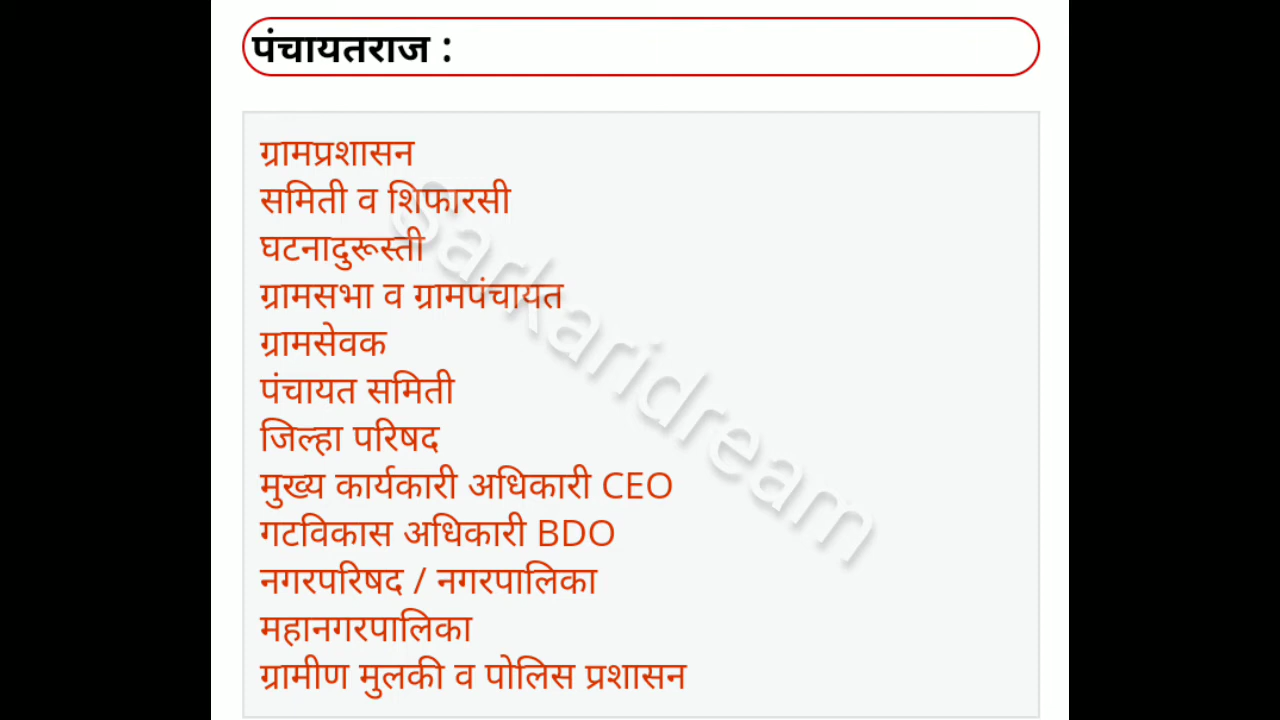 पंचायतराज :
ग्रामप्रशासन
समिती व शिफारसी
घटनादुरूस्ती
ग्रामसभा व ग्रामपंचायत
ग्रामसेवक
पंचायत समिती
जिल्हा परिषद
मुख्य कार्यकारी अधिकारी CEO
गटविकास अधिकारी BDO
नगरपरिषद / नगरपालिका
महानगरपालिका
ग्रामीण मुलकी व पोलिस प्रशासन
sarkaridream